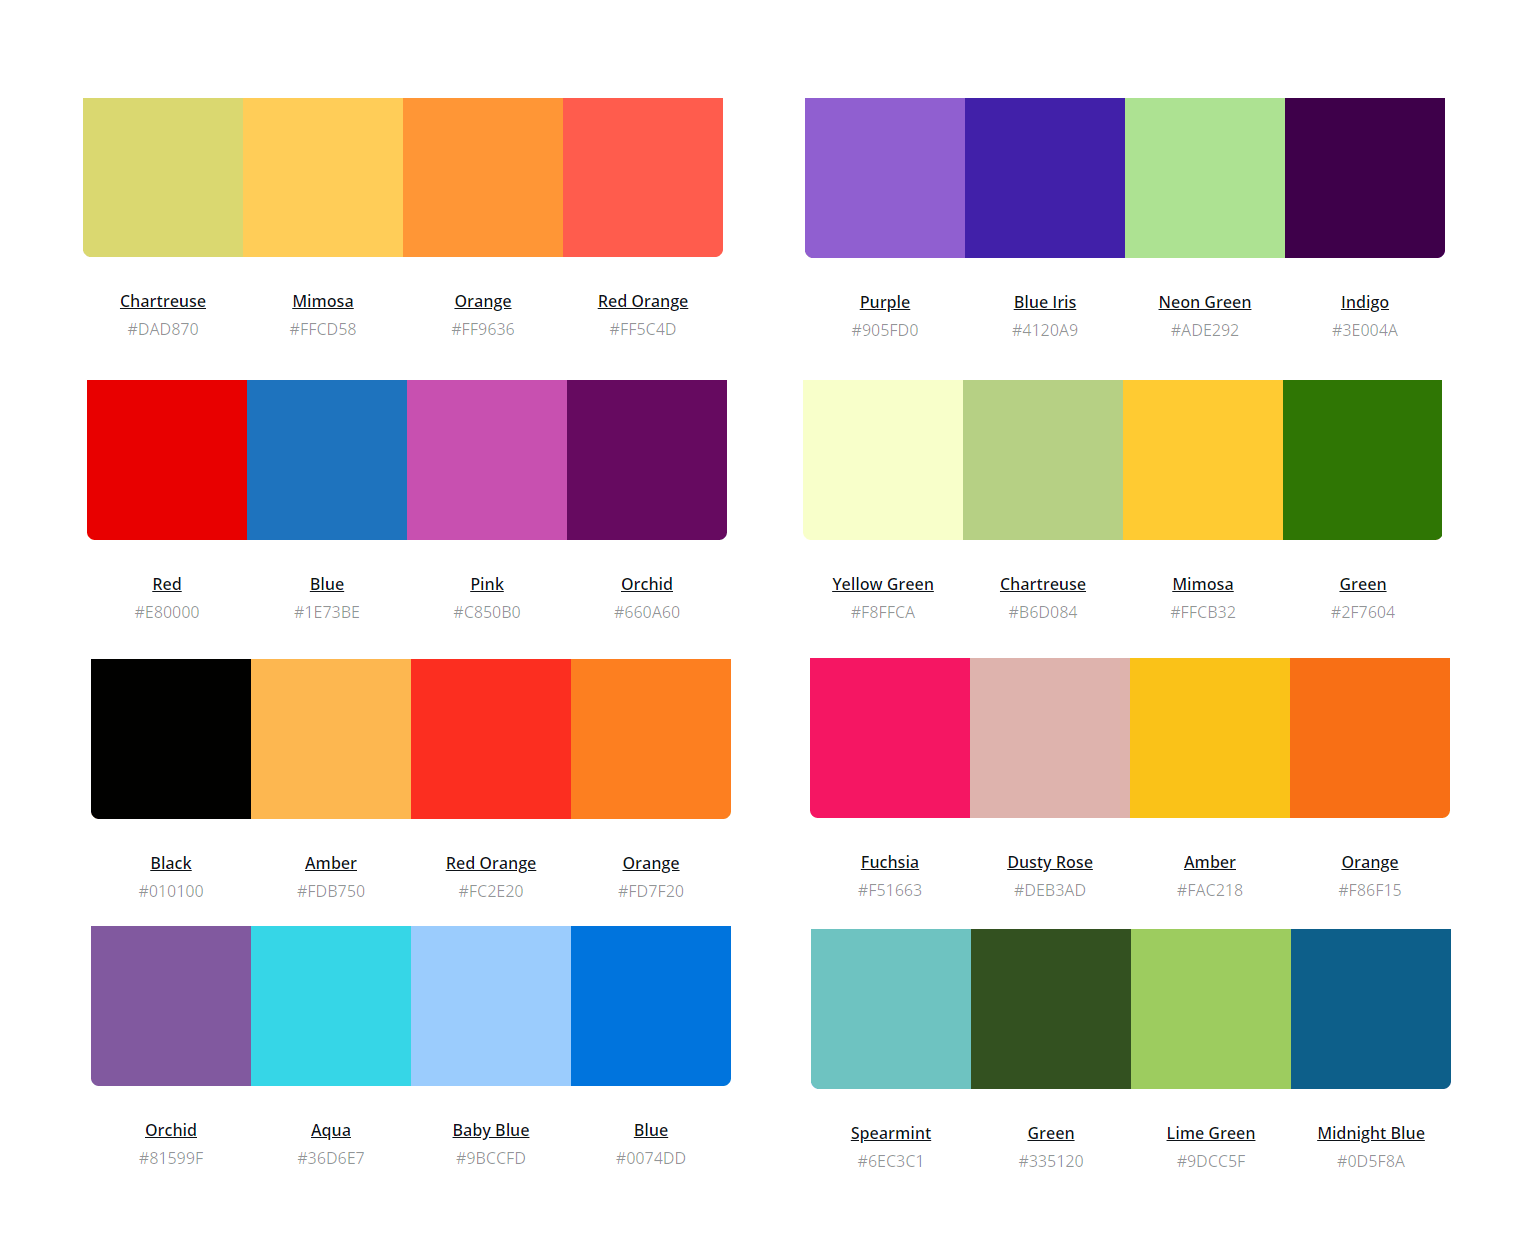 Chartreuse Mimosa Orange Red Orange
#DAD870 #FFCD58 #FF9636 #FF5C4D
Purple Blue Iris Neon Green Indigo
#905FD0 #4120A9 #ADE292 #3E004A
Red Blue Pink Orchid
#E80000 #1E73BE #C850B0 #660A60
Yellow Green Chartreuse Mimosa Green
#F8FFCA #B6D084 #FFCB32 #2F7604
Black Amber Red Orange Orange
#010100 #FDB750 #FC2E20 #FD7F20
Fuchsia Dusty Rose Amber Orange
#F51663 #DEB3AD #FAC218 #F86F15
Orchid Aqua Baby Blue Blue
#81599F #36D6E7 #9BCCFD #0074DD
Spearmint Green Lime Green Midnight Blue
#6EC3C1 #335120 #9DCC5F #0D5F8A